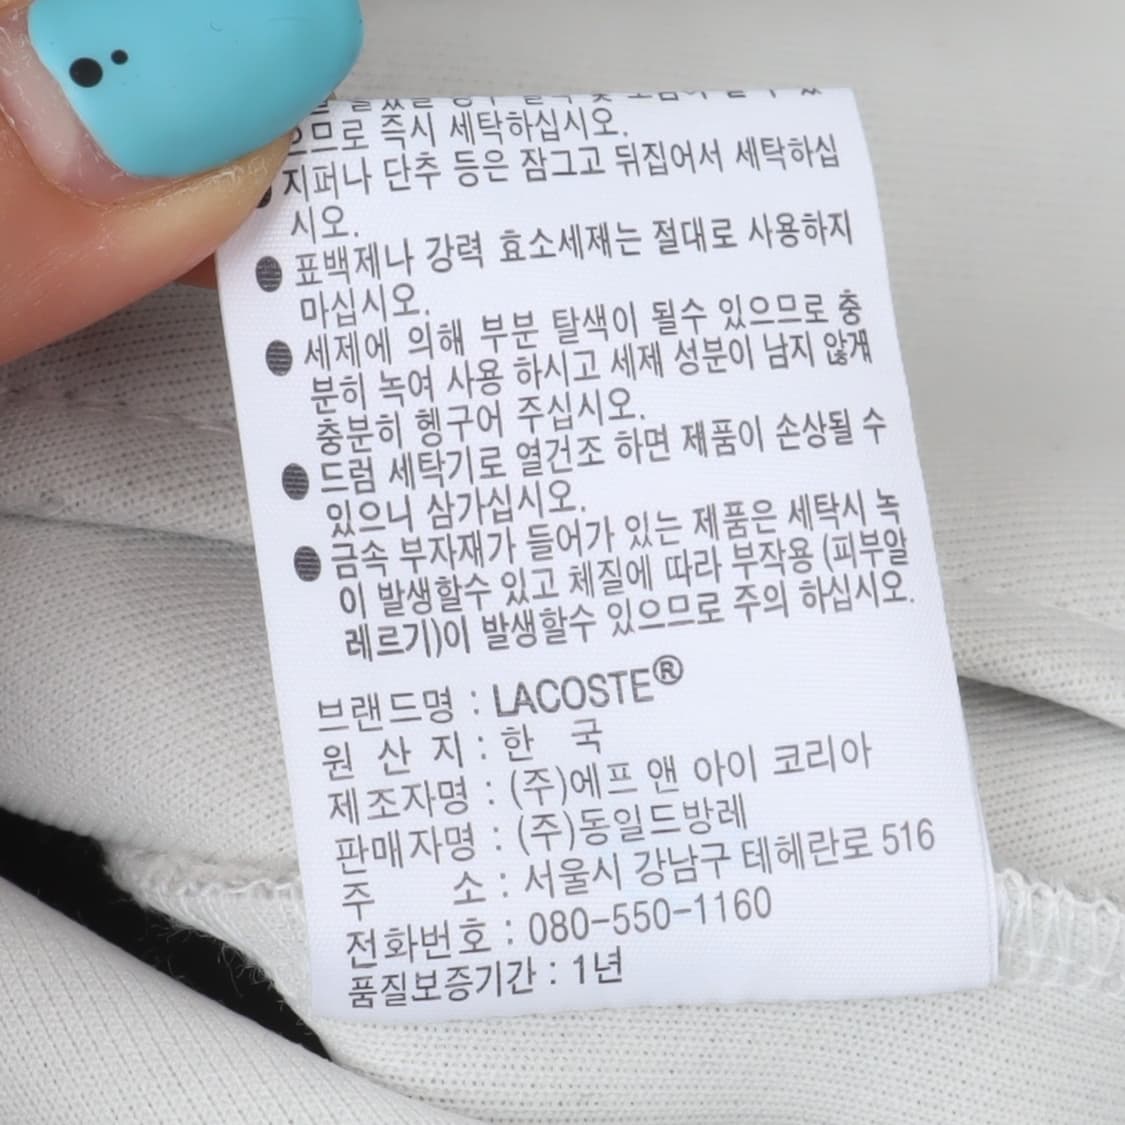 으므로 즉시 세탁하십시오.
지퍼나 단추 등은 잠그고 뒤집어서 세탁하십
시오.
● 표백제나 강력 효소세재는 절대로 사용하지
마십시오.
● 세제에 의해 부분 탈색이 될수 있으므로 충
분히 녹여 사용 하시고 세제 성분이 남지 않게
충분히 헹구어 주십시오.
● 드럼 세탁기로 열건조 하면 제품이 손상될 수
있으니 삼가십시오.
● 금속 부자재가 들어가 있는 제품은 세탁시 녹
이 발생할수 있고 체질에 따라 부작용 (피부알
레르기)이 발생할수 있으므로 주의 하십시오.
브랜드명 : LACOSTE®
원 산 지 : 한 국
제조자명 : (주)에프 앤 아이 코리아
판매자명 : (주)동일드방레
주 소 : 서울시 강남구 테헤란로 516
전화번호 : 080-550-1160
품질보증기간 : 1년